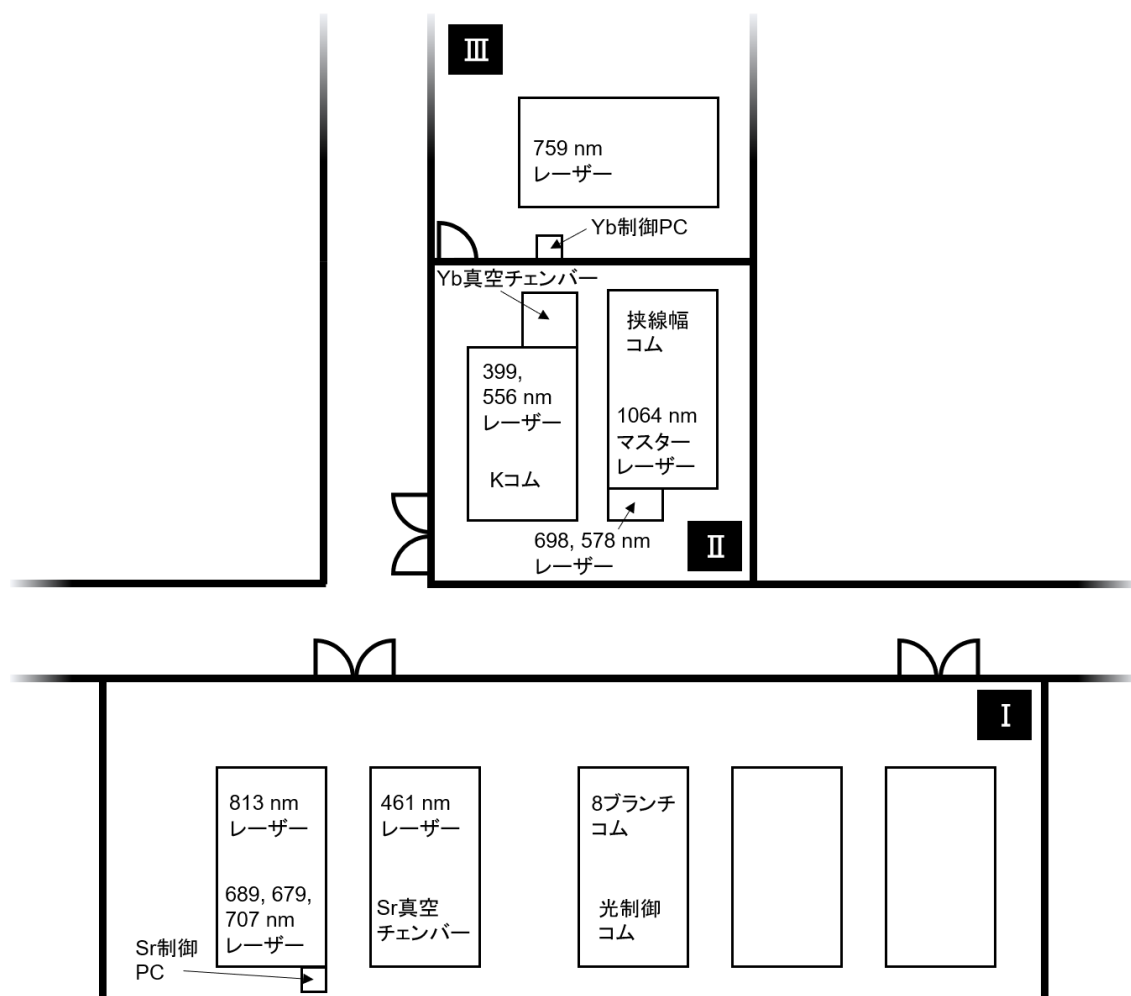 Ⅲ
759 nm
レーザー
Yb制御PC
Yb真空チェンバー
挟線幅
コム
399,
556 nm
レーザー
1064 nm
マスター
レーザー
Kコム
698, 578 nm
レーザー
Ⅱ
Ⅰ
813 nm
レーザー
461 nm
レーザー
8ブランチ
コム
689, 679,
707 nm
レーザー
Sr真空
チェンバー
光制御
コム
Sr制御
PC